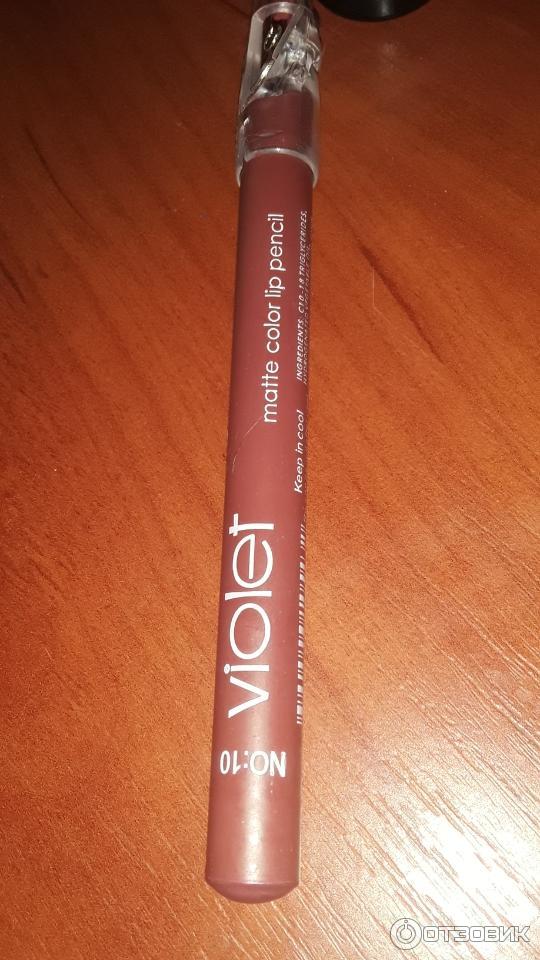 violet
matte color lip pencil
NO:10
Keep in cool
INGREDIENTS: C10-18 TRIGLYCERIDES,
ОТЗОВИК